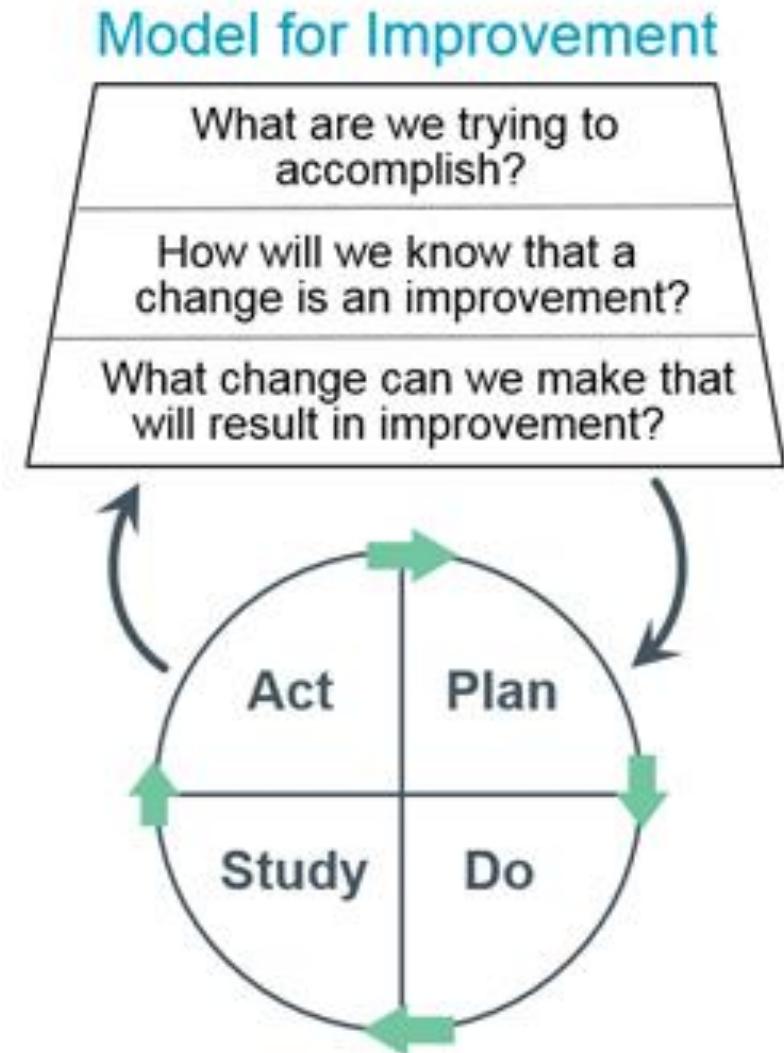 Model for Improvement
What are we trying to
accomplish?
How will we know that a
change is an improvement?
What change can we make that
will result in improvement?
Act
Plan
Study
Do